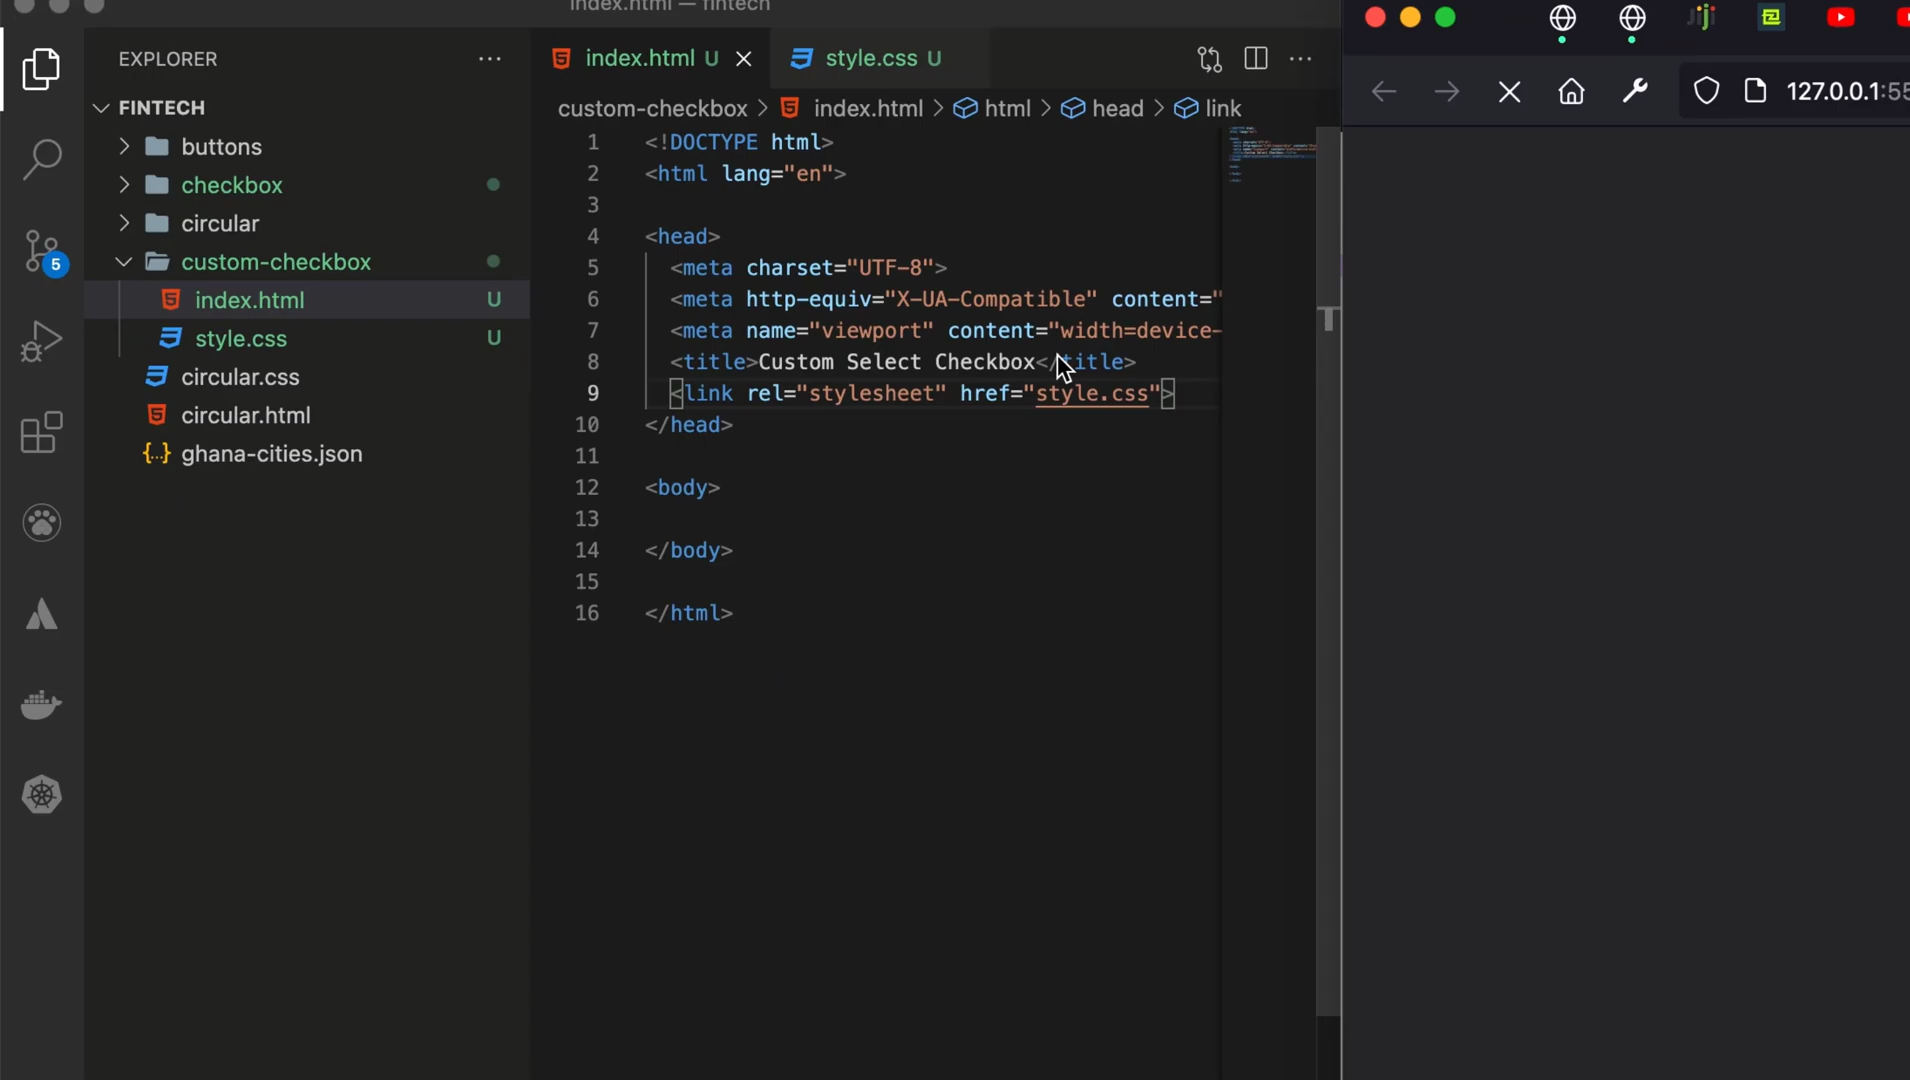 index.html — fintech
EXPLORER
FINTECH
buttons
checkbox
circular
custom-checkbox
index.html U
style.css U
circular.css
circular.html
{..} ghana-cities.json
5
index.html U
style.css U
custom-checkbox > index.html > html > head > link
1 <!DOCTYPE html>
2 <html lang="en">
3
4 <head>
5 <meta charset="UTF-8">
6 <meta http-equiv="X-UA-Compatible" content="
7 <meta name="viewport" content="width=device-
8 <title>Custom Select Checkbox</title>
9 <link rel="stylesheet" href="style.css">
10 </head>
11
12 <body>
13
14 </body>
15
16 </html>
Jiji
127.0.0.1:55